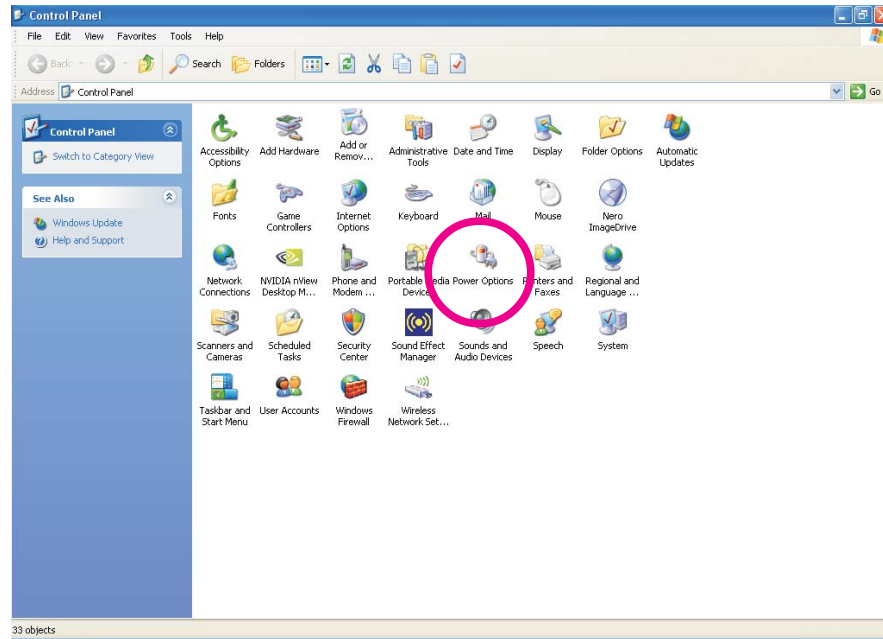 Control Panel
File Edit View Favorites Tools Help
Back Search Folders
Address Control Panel Go
Control Panel
Switch to Category View
See Also
Windows Update
Help and Support
Accessibility Options
Add Hardware
Add or Remov...
Administrative Tools
Date and Time
Display
Folder Options
Automatic Updates
Fonts
Game Controllers
Internet Options
Keyboard
Mail
Mouse
Nero ImageDrive
Network Connections
NVIDIA nView Desktop M...
Phone and Modem ...
Portable Media Device
Power Options
Printers and Faxes
Regional and Language ...
Scanners and Cameras
Scheduled Tasks
Security Center
Sound Effect Manager
Sounds and Audio Devices
Speech
System
Taskbar and Start Menu
User Accounts
Windows Firewall
Wireless Network Set...
33 objects